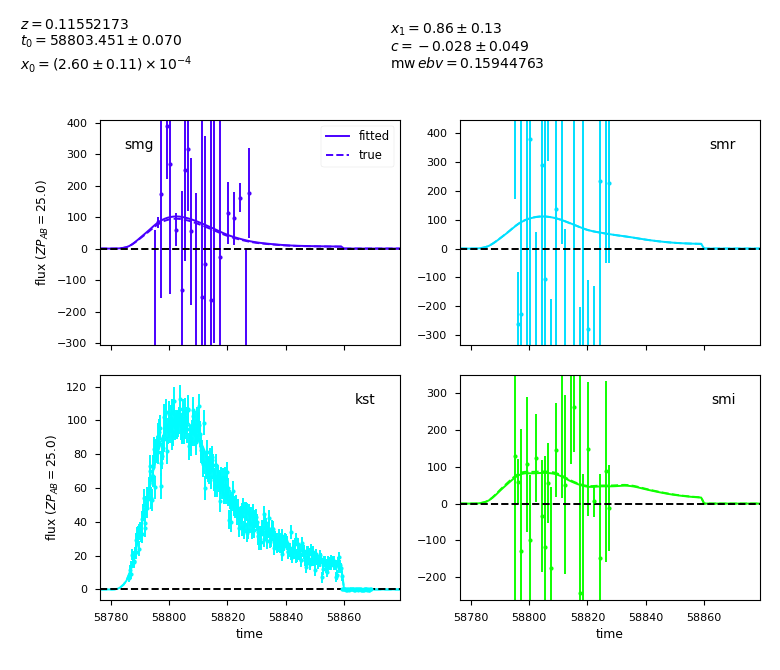 z = 0.11552173
t₀ = 58803.451 ± 0.070
x₀ = (2.60 ± 0.11) × 10⁻⁴
x₁ = 0.86 ± 0.13
c = −0.028 ± 0.049
mw ebv = 0.15944763
400
300
200
100
0
−100
−200
−300
flux (ZP_AB = 25.0)
smg
fitted
true
400
300
200
100
0
−100
−200
−300
smr
120
100
80
60
40
20
0
flux (ZP_AB = 25.0)
kst
58780 58800 58820 58840 58860
time
300
200
100
0
−100
−200
smi
58780 58800 58820 58840 58860
time